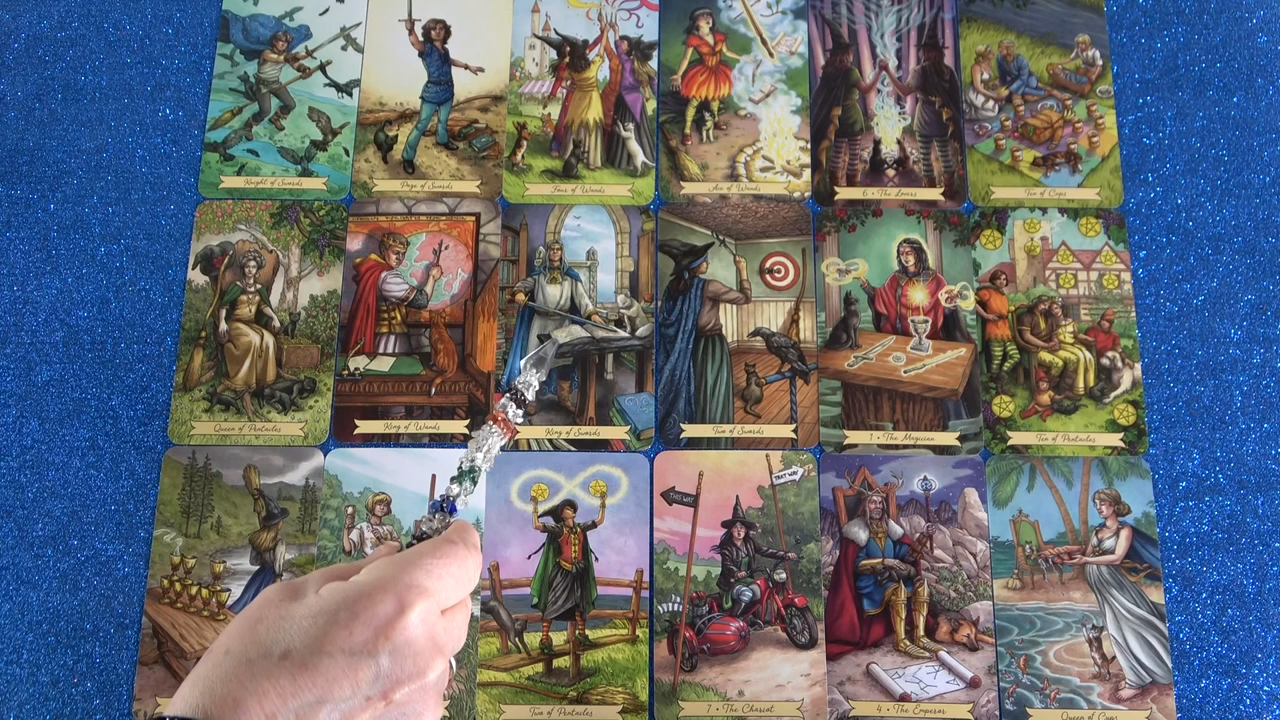 Knight of Swords
Page of Swords
Four of Wands
Ace of Wands
6 • The Lovers
Ten of Cups
Queen of Pentacles
King of Wands
King of Swords
Two of Swords
1 • The Magician
Ten of Pentacles
THIS WAY
THAT WAY
Two of Pentacles
7 • The Chariot
4 • The Emperor
Queen of Cups